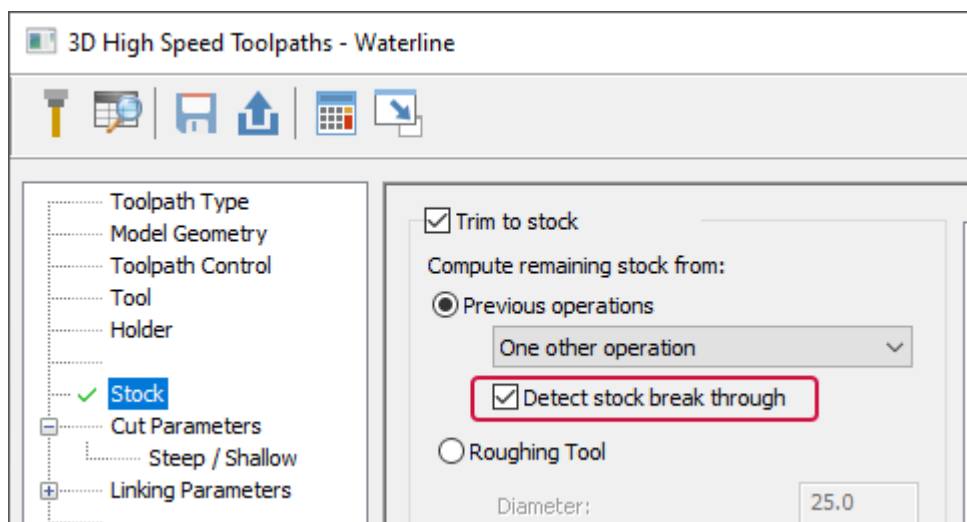 3D High Speed Toolpaths - Waterline
Toolpath Type
Model Geometry
Toolpath Control
Tool
Holder
Stock
Cut Parameters
Steep / Shallow
Linking Parameters
Trim to stock
Compute remaining stock from:
Previous operations
One other operation
Detect stock break through
Roughing Tool
Diameter: 25.0